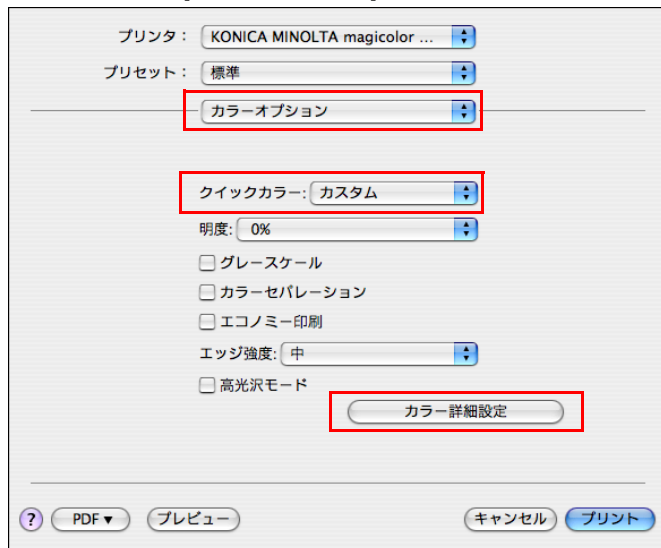 プリンタ： KONICA MINOLTA magicolor ...
プリセット： 標準
カラーオプション
クイックカラー: カスタム
明度: 0%
グレースケール
カラーセパレーション
エコノミー印刷
エッジ強度: 中
高光沢モード
カラー詳細設定
? PDF▼ プレビュー キャンセル プリント